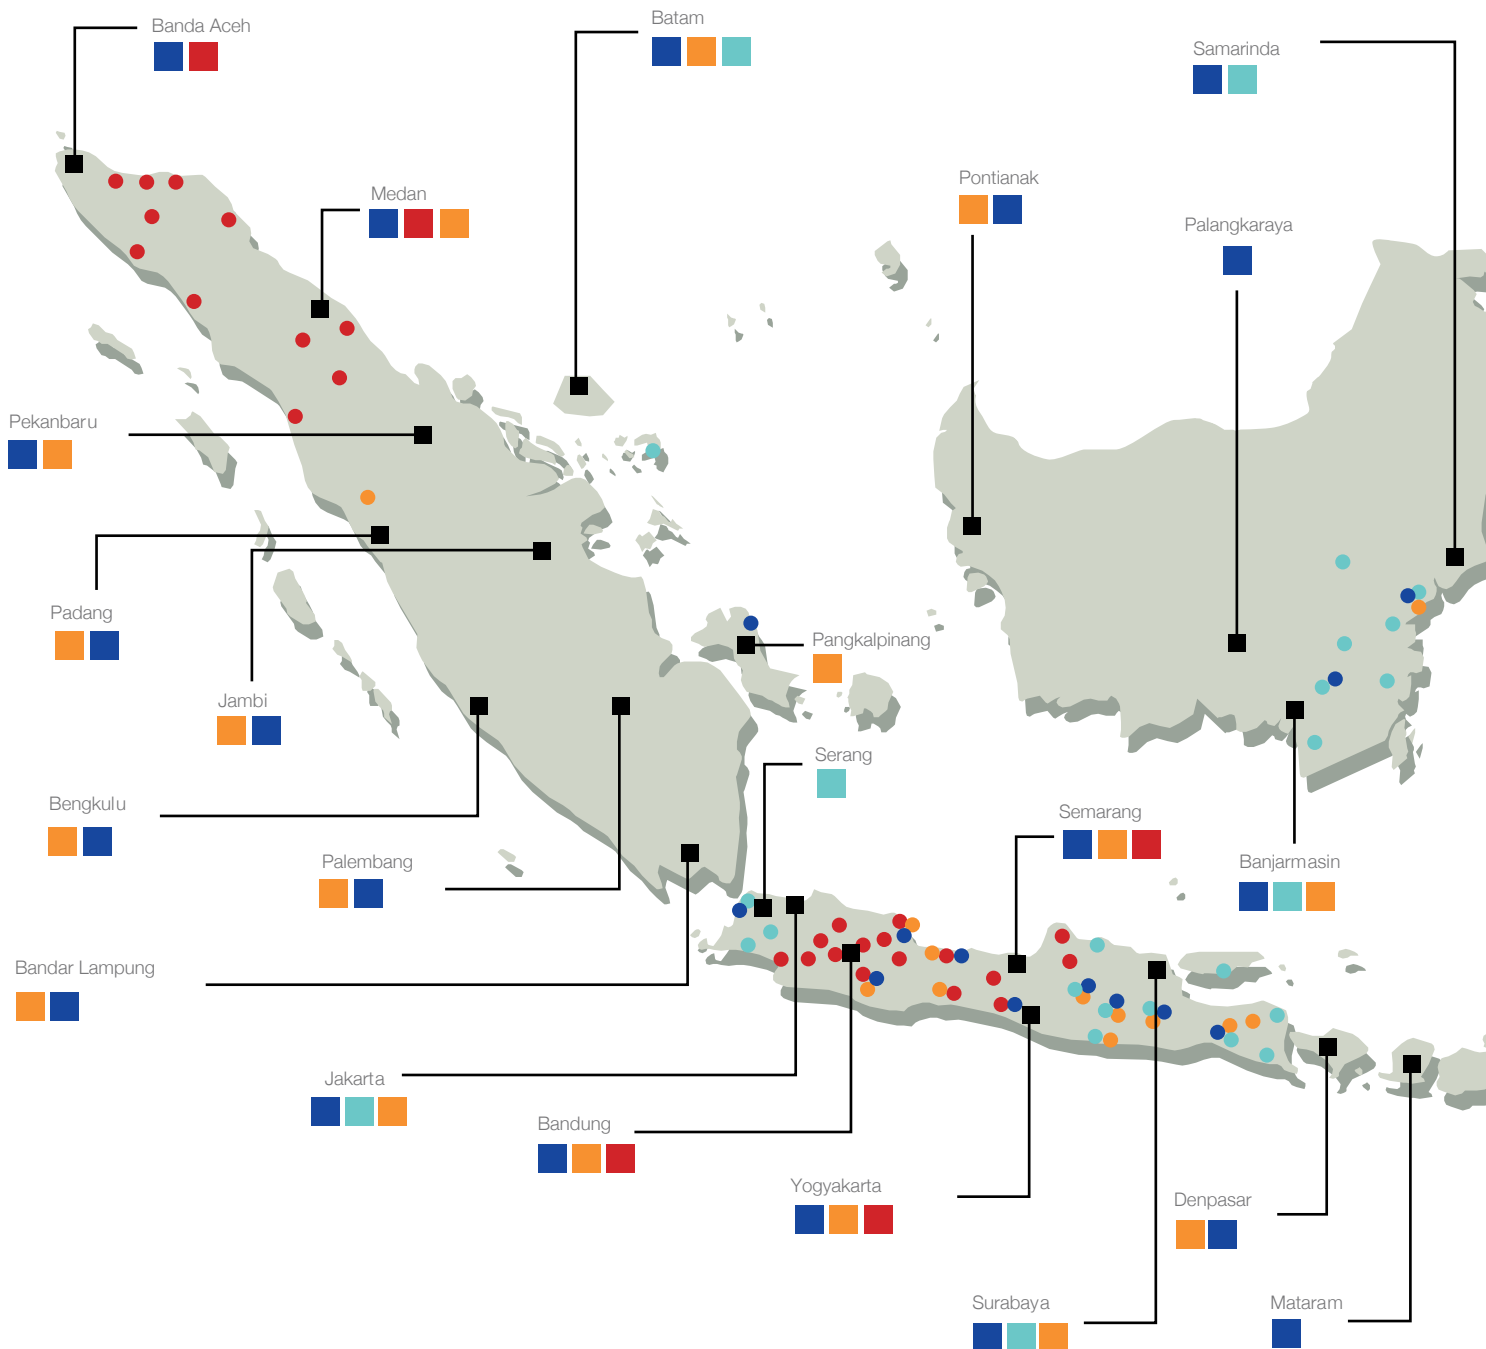 Banda Aceh
Batam
Samarinda
Medan
Pontianak
Palangkaraya
Pekanbaru
Padang
Pangkalpinang
Jambi
Serang
Bengkulu
Semarang
Palembang
Banjarmasin
Bandar Lampung
Jakarta
Bandung
Yogyakarta
Denpasar
Surabaya
Mataram